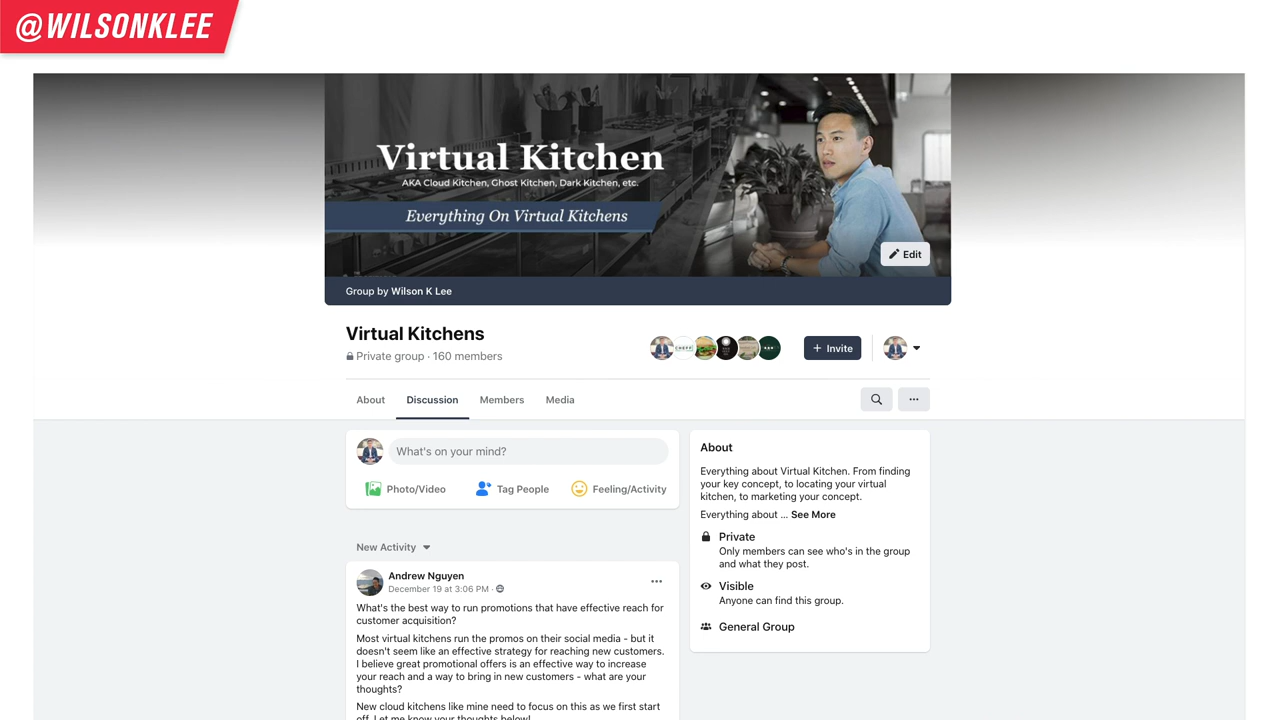 @WILSONKLEE
Virtual Kitchen
AKA Cloud Kitchen, Ghost Kitchen, Dark Kitchen, etc.
Everything On Virtual Kitchens
Edit
Group by Wilson K Lee
Virtual Kitchens
Private group · 160 members
+ Invite
About Discussion Members Media
What's on your mind?
Photo/Video Tag People Feeling/Activity
New Activity
Andrew Nguyen
December 19 at 3:06 PM ·
What's the best way to run promotions that have effective reach for
customer acquisition?
Most virtual kitchens run the promos on their social media - but it
doesn't seem like an effective strategy for reaching new customers.
I believe great promotional offers is an effective way to increase
your reach and a way to bring in new customers - what are your
thoughts?
New cloud kitchens like mine need to focus on this as we first start
off. Let me know your thoughts below!
About
Everything about Virtual Kitchen. From finding
your key concept, to locating your virtual
kitchen, to marketing your concept.
Everything about ... See More
Private
Only members can see who's in the group
and what they post.
Visible
Anyone can find this group.
General Group